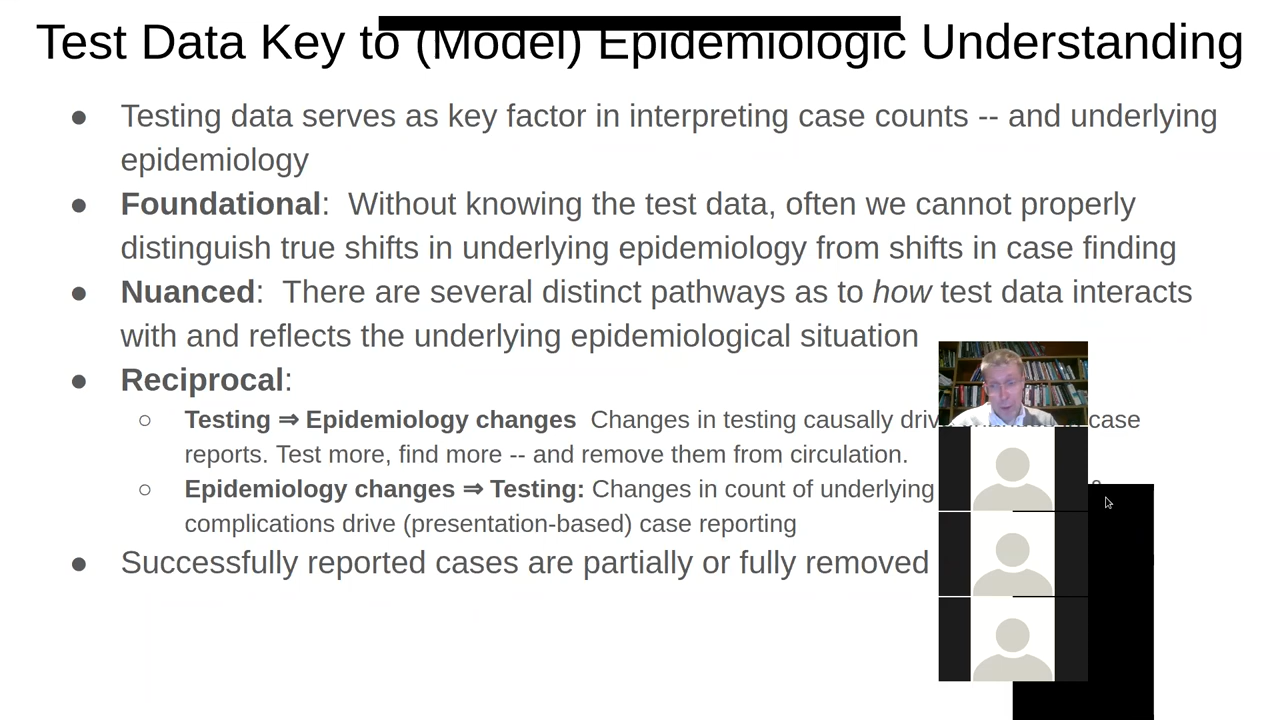 Test Data Key to (Model) Epidemiologic Understanding
● Testing data serves as key factor in interpreting case counts -- and underlying
epidemiology
● Foundational: Without knowing the test data, often we cannot properly
distinguish true shifts in underlying epidemiology from shifts in case finding
● Nuanced: There are several distinct pathways as to how test data interacts
with and reflects the underlying epidemiological situation
● Reciprocal:
○ Testing ⇒ Epidemiology changes Changes in testing causally case
reports. Test more, find more -- and remove them from circulation.
○ Epidemiology changes ⇒ Testing: Changes in count of underlying
complications drive (presentation-based) case reporting
● Successfully reported cases are partially or fully removed